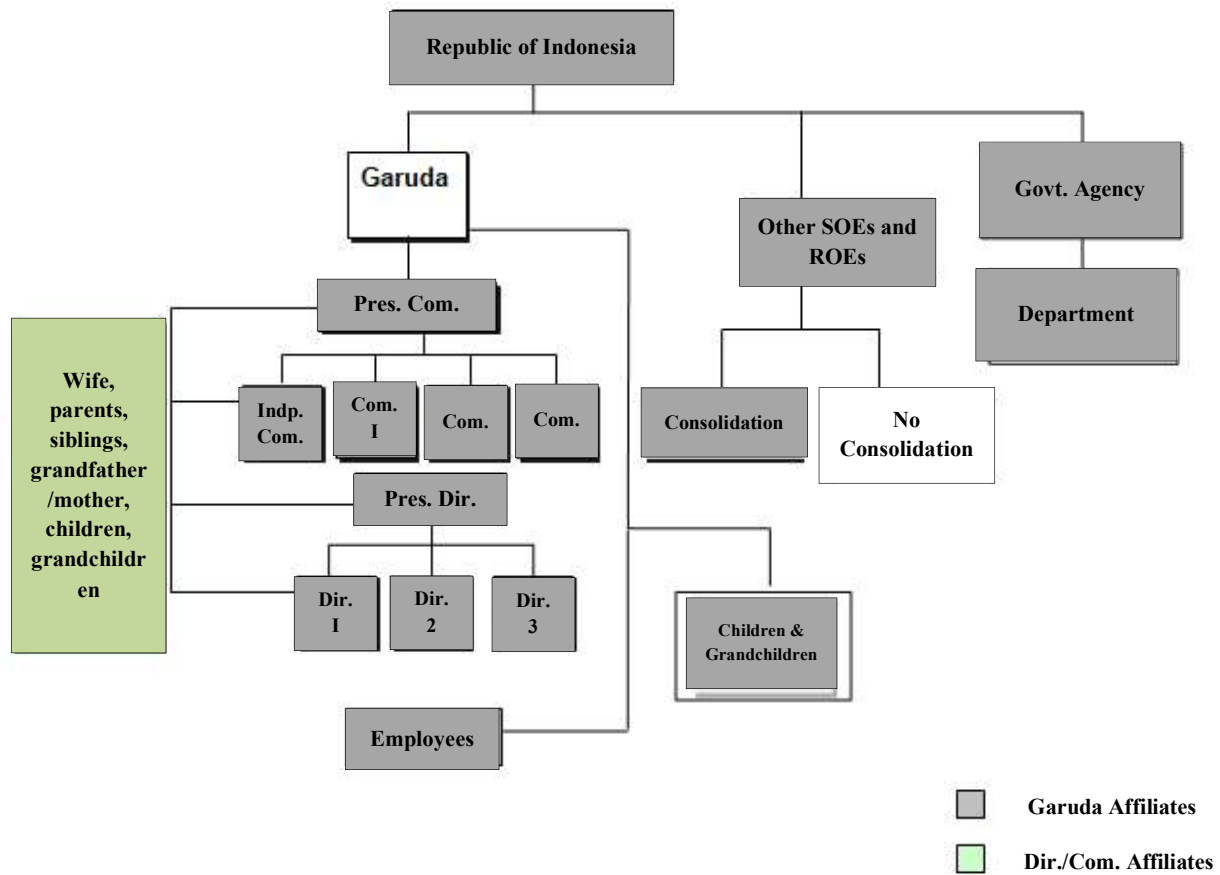 Republic of Indonesia
Garuda
Govt. Agency
Other SOEs and
ROEs
Department
Pres. Com.
Wife,
parents,
siblings,
grandfather
/mother,
children,
grandchildr
en
Indp.
Com.
Com.
I
Com.
Com.
Consolidation
No
Consolidation
Pres. Dir.
Dir.
I
Dir.
2
Dir.
3
Children &
Grandchildren
Employees
Garuda Affiliates
Dir./Com. Affiliates